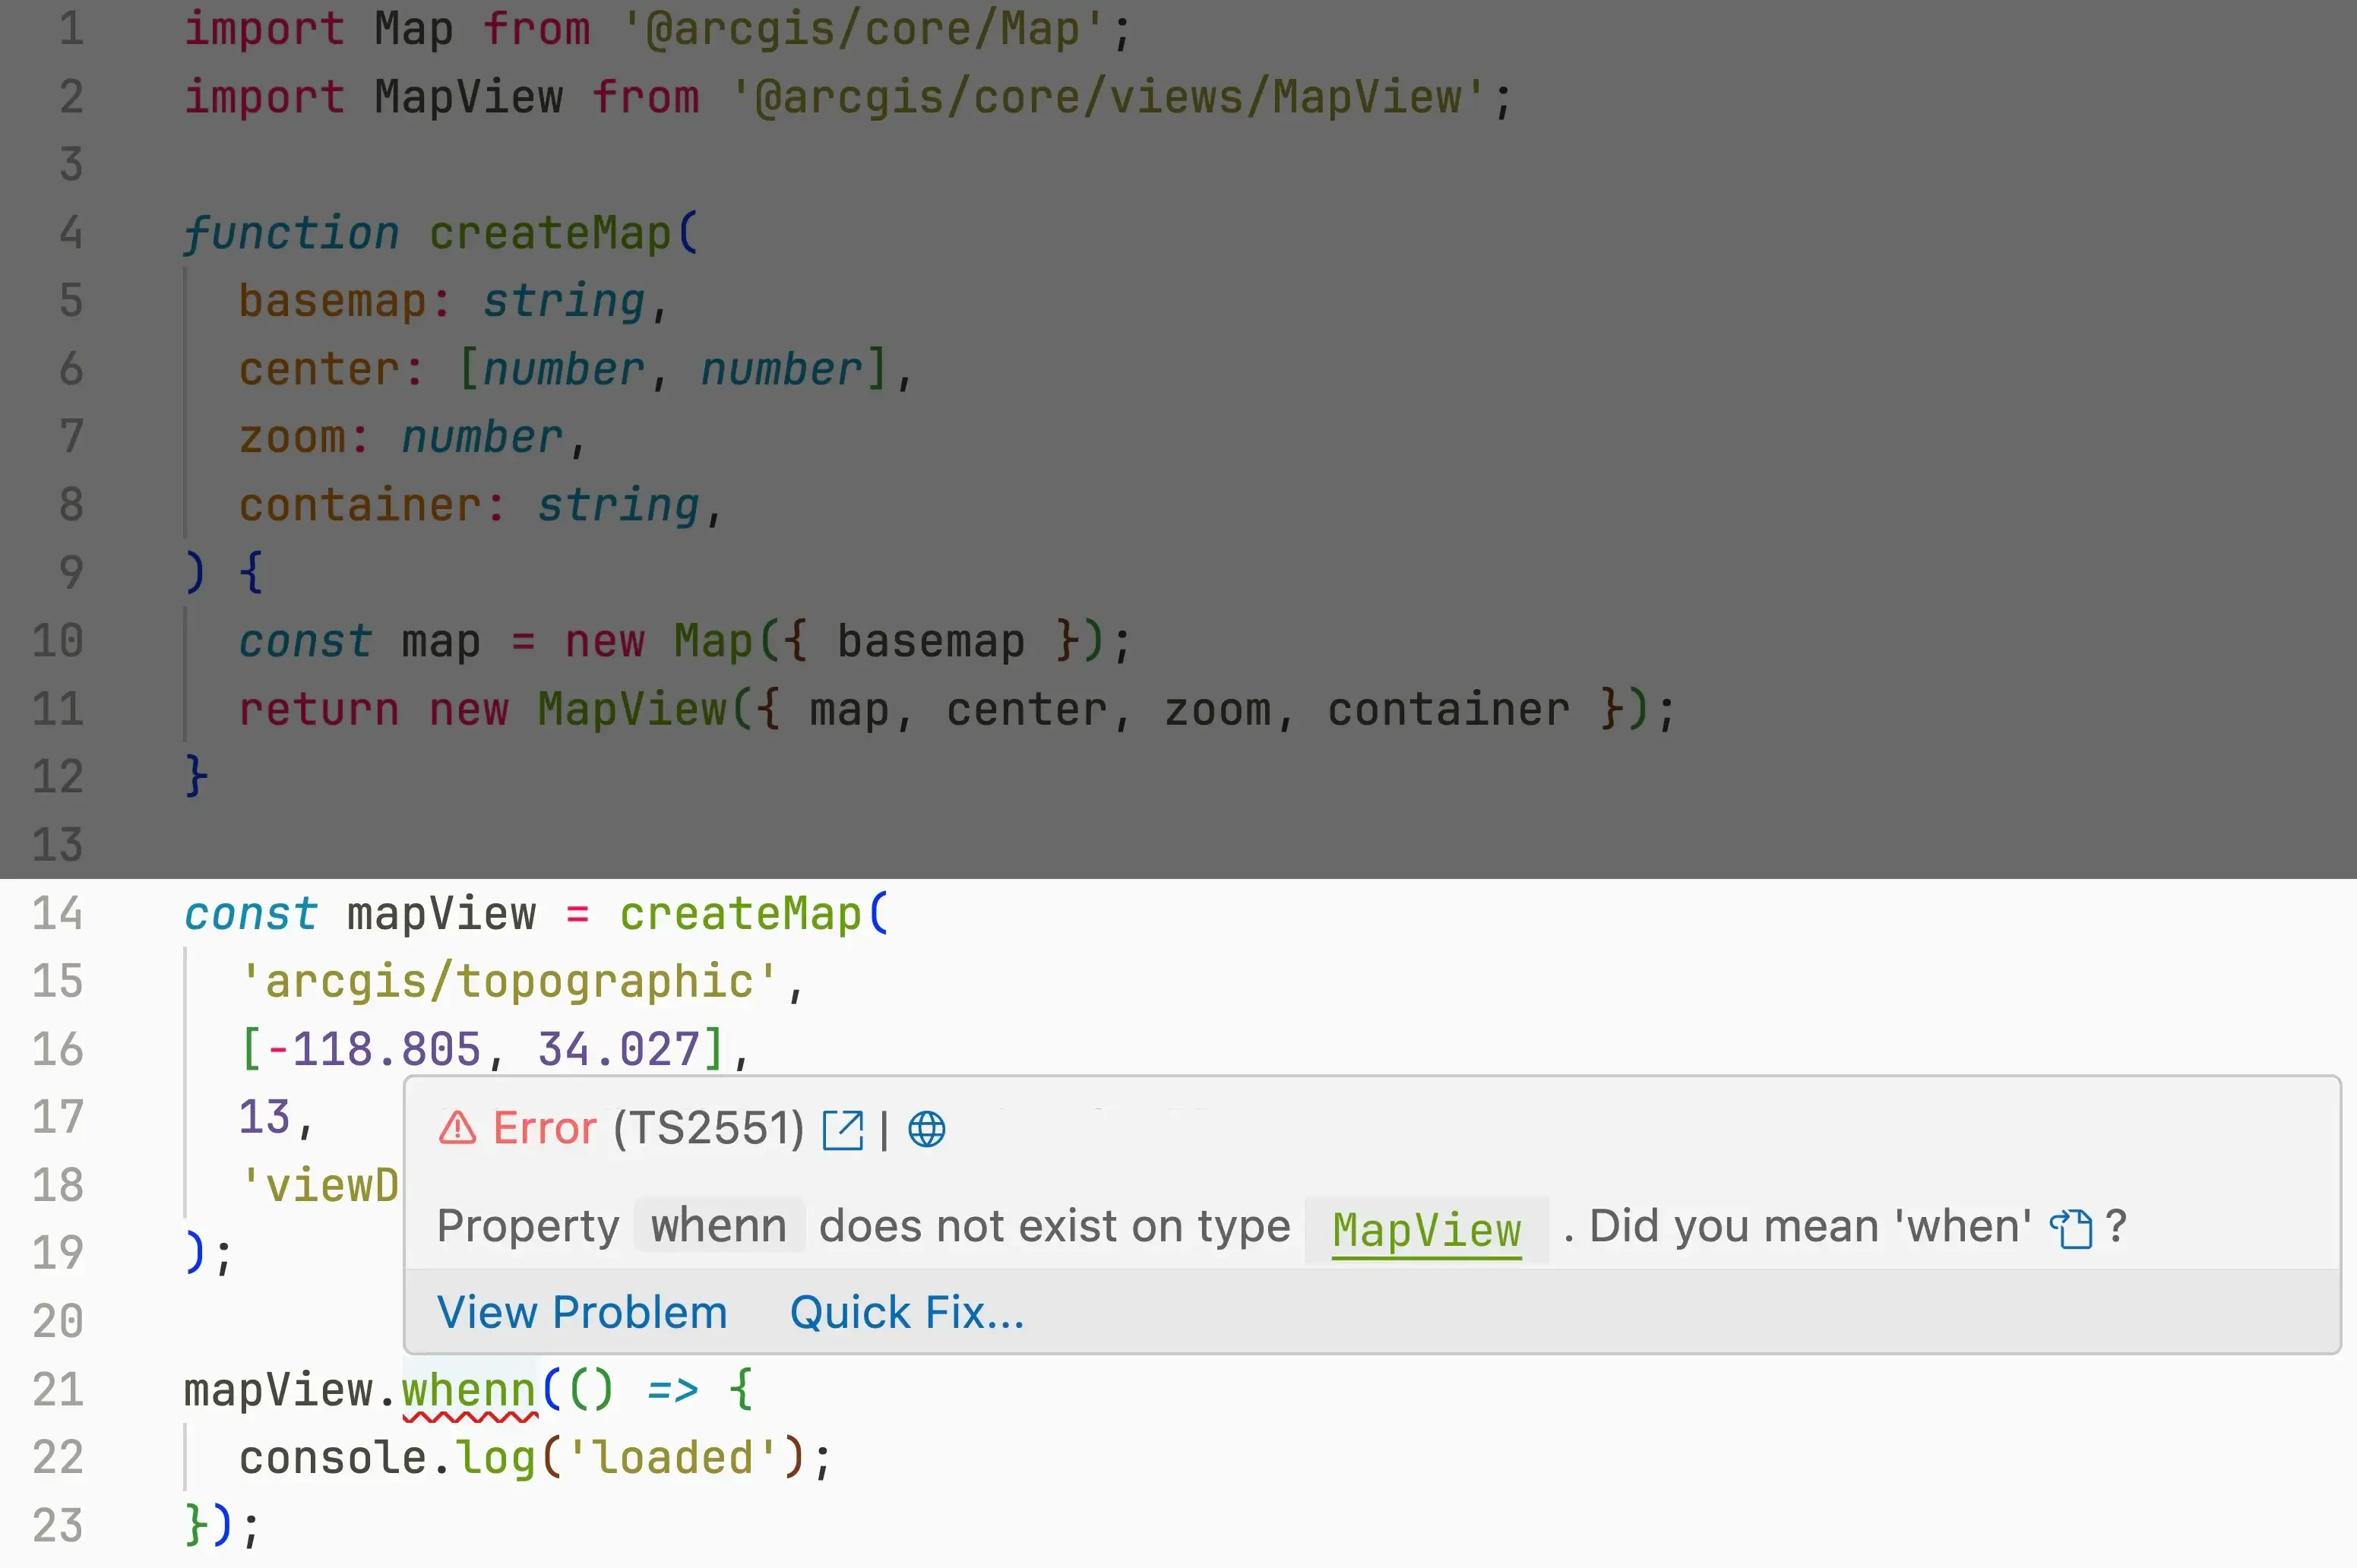 1 import Map from '@arcgis/core/Map';
2 import MapView from '@arcgis/core/views/MapView';
3
4 function createMap(
5 basemap: string,
6 center: [number, number],
7 zoom: number,
8 container: string,
9 ) {
10 const map = new Map({ basemap });
11 return new MapView({ map, center, zoom, container });
12 }
13
14 const mapView = createMap(
15 'arcgis/topographic',
16 [-118.805, 34.027],
17 13,
Error (TS2551) |
18 'viewD
Property whenn does not exist on type MapView . Did you mean 'when' ?
19 );
20
View Problem Quick Fix...
21 mapView.whenn(() => {
22 console.log('loaded');
23 });